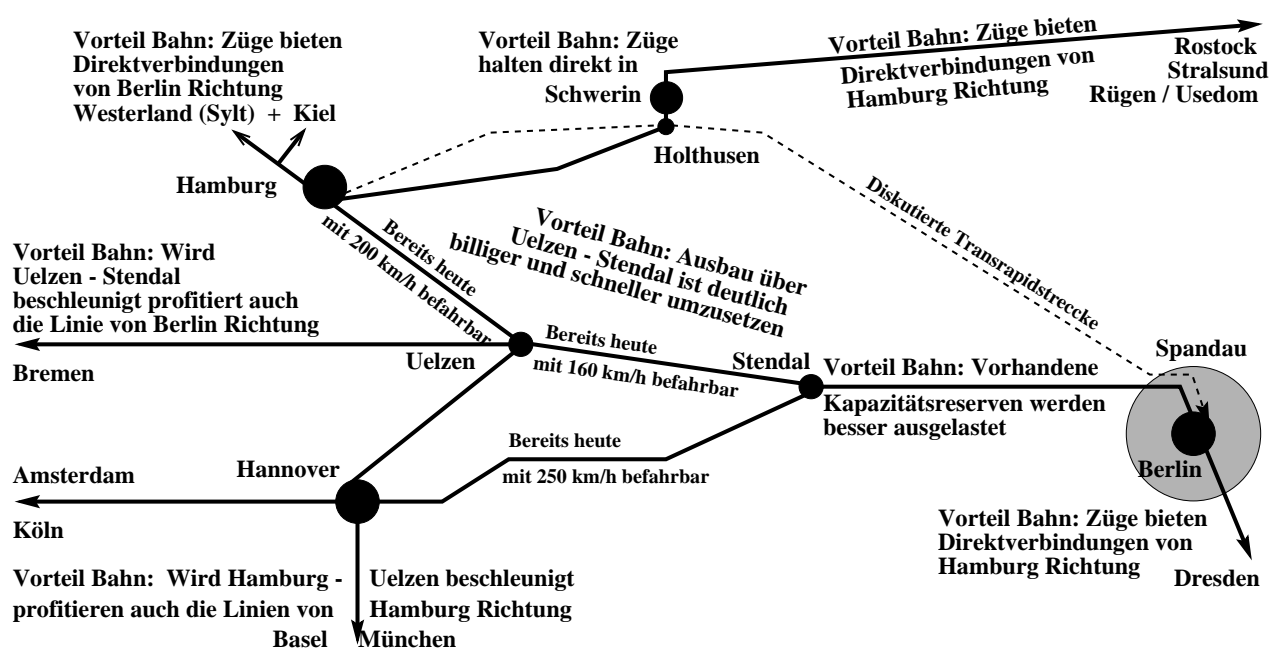 Vorteil Bahn: Züge bieten
Direktverbindungen
von Berlin Richtung
Westerland (Sylt) + Kiel
Vorteil Bahn: Züge
halten direkt in
Schwerin
Vorteil Bahn: Züge bieten
Direktverbindungen von
Hamburg Richtung
Rostock
Stralsund
Rügen / Usedom
Holthusen
Hamburg
Diskutierte Transrapidstreccke
Bereits heute
mit 200 km/h befahrbar
Vorteil Bahn: Ausbau über
Uelzen - Stendal ist deutlich
billiger und schneller umzusetzen
Vorteil Bahn: Wird
Uelzen - Stendal
beschleunigt profitiert auch
die Linie von Berlin Richtung
Bremen
Uelzen
Bereits heute
mit 160 km/h befahrbar
Stendal
Vorteil Bahn: Vorhandene
Kapazitätsreserven werden
besser ausgelastet
Spandau
Berlin
Bereits heute
mit 250 km/h befahrbar
Hannover
Amsterdam
Köln
Vorteil Bahn: Züge bieten
Direktverbindungen von
Hamburg Richtung
Dresden
Vorteil Bahn: Wird Hamburg - Uelzen beschleunigt
profitieren auch die Linien von Hamburg Richtung
Basel München